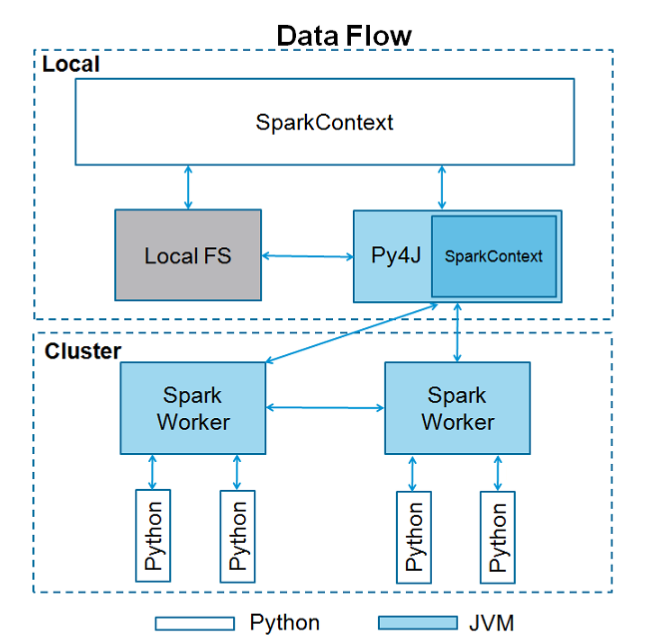 Data Flow
Local
SparkContext
Local FS
Py4J
SparkContext
Cluster
Spark
Worker
Spark
Worker
Python
Python
Python
Python
Python
JVM